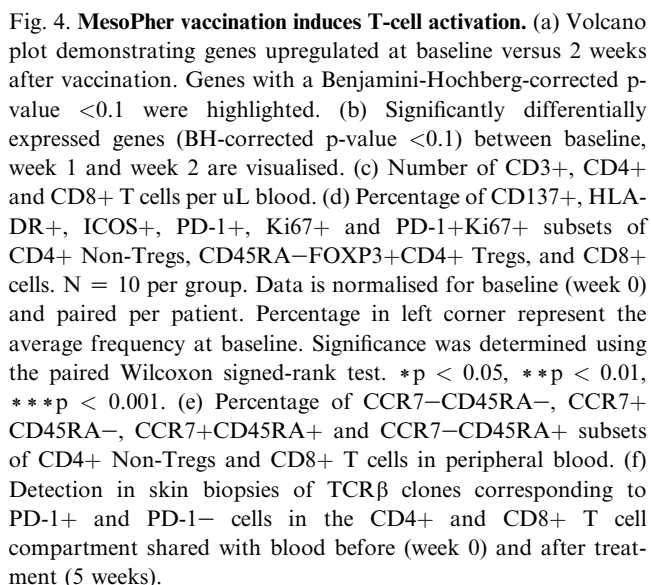 Fig. 4. MesoPher vaccination induces T-cell activation. (a) Volcano
plot demonstrating genes upregulated at baseline versus 2 weeks
after vaccination. Genes with a Benjamini-Hochberg-corrected p-
value <0.1 were highlighted. (b) Significantly differentially
expressed genes (BH-corrected p-value <0.1) between baseline,
week 1 and week 2 are visualised. (c) Number of CD3+, CD4+
and CD8+ T cells per uL blood. (d) Percentage of CD137+, HLA-
DR+, ICOS+, PD-1+, Ki67+ and PD-1+Ki67+ subsets of
CD4+ Non-Tregs, CD45RA−FOXP3+CD4+ Tregs, and CD8+
cells. N = 10 per group. Data is normalised for baseline (week 0)
and paired per patient. Percentage in left corner represent the
average frequency at baseline. Significance was determined using
the paired Wilcoxon signed-rank test. *p < 0.05, **p < 0.01,
***p < 0.001. (e) Percentage of CCR7−CD45RA−, CCR7+
CD45RA−, CCR7+CD45RA+ and CCR7−CD45RA+ subsets
of CD4+ Non-Tregs and CD8+ T cells in peripheral blood. (f)
Detection in skin biopsies of TCRβ clones corresponding to
PD-1+ and PD-1− cells in the CD4+ and CD8+ T cell
compartment shared with blood before (week 0) and after treat-
ment (5 weeks).